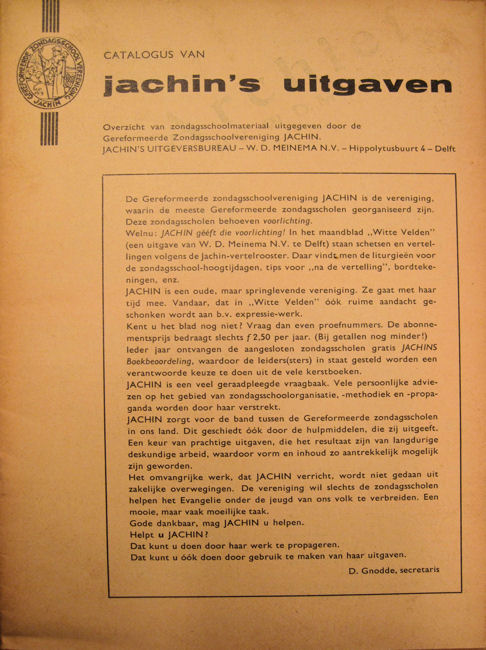 GEREFORMEERDE ZONDAGSSCHOOL VEREENIGING
JACHIN
CATALOGUS VAN
jachin's uitgaven
Overzicht van zondagsschoolmateriaal uitgegeven door de
Gereformeerde Zondagsschoolvereniging JACHIN.
JACHIN'S UITGEVERSBUREAU – W. D. MEINEMA N.V. – Hippolytusbuurt 4 – Delft
De Gereformeerde zondagsschoolvereniging JACHIN is de vereniging,
waarin de meeste Gereformeerde zondagsscholen georganiseerd zijn.
Deze zondagsscholen behoeven voorlichting.
Welnu: JACHIN gééft die voorlichting! In het maandblad ,,Witte Velden”
(een uitgave van W. D. Meinema N.V. te Delft) staan schetsen en vertel-
lingen volgens de Jachin-vertelrooster. Daar vindt men de liturgieën voor
de zondagsschool-hoogtijdagen, tips voor ,,na de vertelling”, bordteke-
ningen, enz.
JACHIN is een oude, maar springlevende vereniging. Ze gaat met haar
tijd mee. Vandaar, dat in ,,Witte Velden” óók ruime aandacht ge-
schonken wordt aan b.v. expressie-werk.
Kent u het blad nog niet? Vraag dan even proefnummers. De abonne-
mentsprijs bedraagt slechts ƒ 2,50 per jaar. (Bij getallen nog minder!)
Ieder jaar ontvangen de aangesloten zondagsscholen gratis JACHINS
Boekbeoordeling, waardoor de leiders(sters) in staat gesteld worden een
verantwoorde keuze te doen uit de vele kerstboeken.
JACHIN is een veel geraadpleegde vraagbaak. Vele persoonlijke advie-
zen op het gebied van zondagsschoolorganisatie, -methodiek en -propa-
ganda worden door haar verstrekt.
JACHIN zorgt voor de band tussen de Gereformeerde zondagsscholen
in ons land. Dit geschiedt óók door de hulpmiddelen, die zij uitgeeft.
Een keur van prachtige uitgaven, die het resultaat zijn van langdurige
deskundige arbeid, waardoor vorm en inhoud zo aantrekkelijk mogelijk
zijn geworden.
Het omvangrijke werk, dat JACHIN verricht, wordt niet gedaan uit
zakelijke overwegingen. De vereniging wil slechts de zondagsscholen
helpen het Evangelie onder de jeugd van ons volk te verbreiden. Een
mooie, maar vaak moeilijke taak.
Gode dankbaar, mag JACHIN u helpen.
Helpt u JACHIN?
Dat kunt u doen door haar werk te propageren.
Dat kunt u óók doen door gebruik te maken van haar uitgaven.
D. Gnodde, secretaris